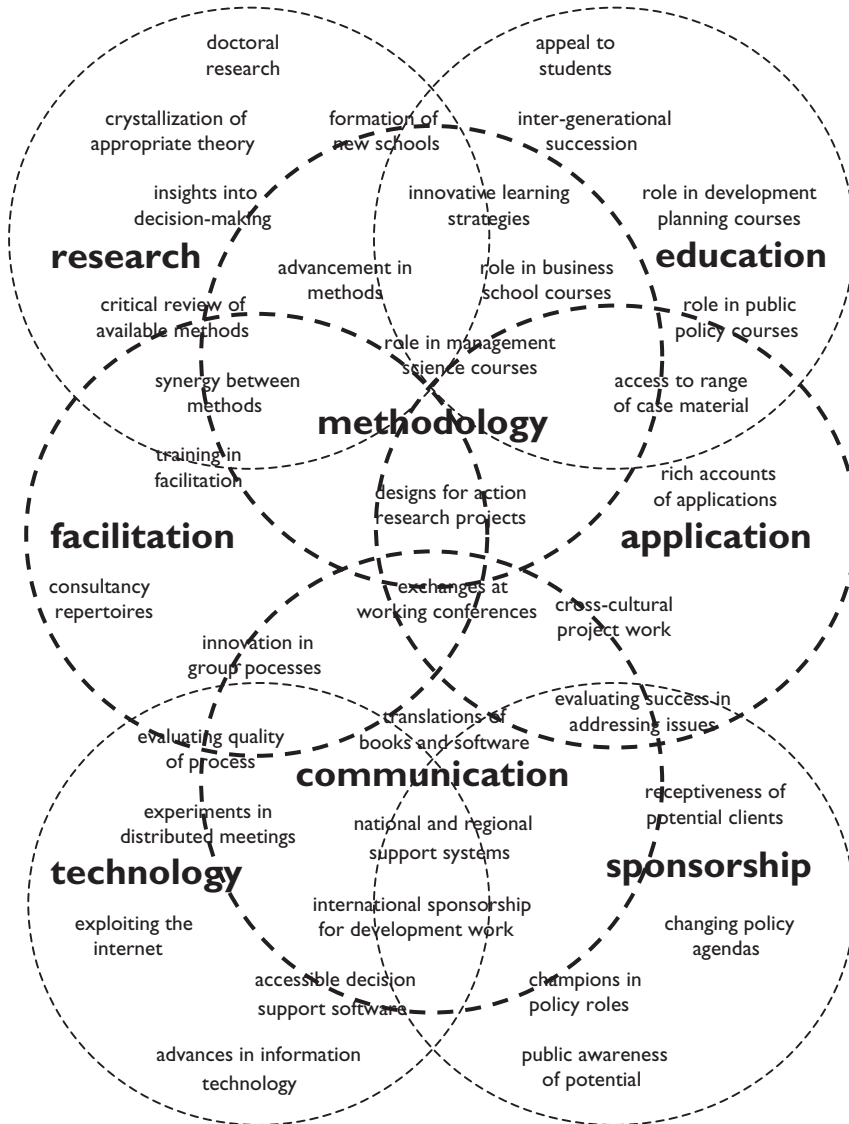 doctoral
research
appeal to
students
crystallization of
appropriate theory
formation of
new schools
inter-generational
succession
insights into
decision-making
innovative learning
strategies
role in development
planning courses
research
education
advancement in
methods
role in business
school courses
critical review of
available methods
role in public
policy courses
role in management
science courses
synergy between
methods
access to range
of case material
methodology
training in
facilitation
rich accounts
of applications
designs for action
research projects
facilitation
application
consultancy
repertoires
exchanges at
working conferences
cross-cultural
project work
innovation in
group pocesses
evaluating success in
addressing issues
translations of
books and software
evaluating quality
of process
communication
receptiveness of
potential clients
experiments in
distributed meetings
national and regional
support systems
technology
sponsorship
exploiting the
internet
international sponsorship
for development work
changing policy
agendas
accessible decision
support software
champions in
policy roles
advances in information
technology
public awareness
of potential